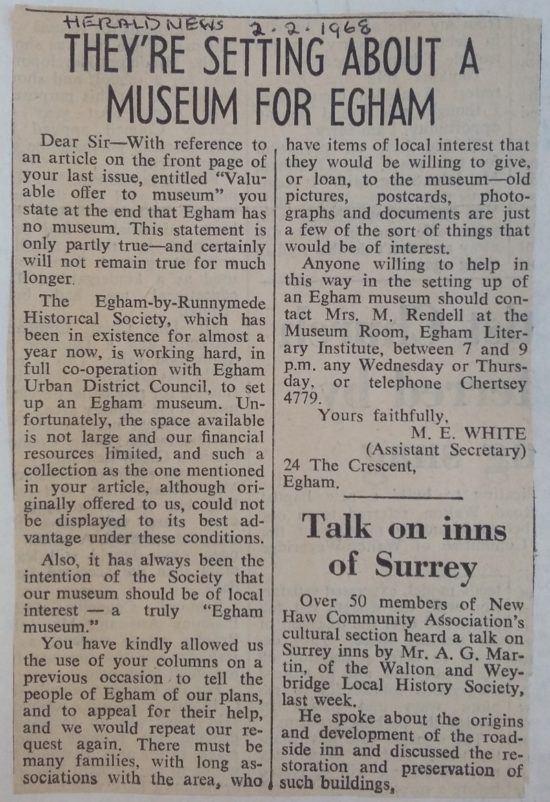 HERALD NEWS 2.2.1968
THEY'RE SETTING ABOUT A
MUSEUM FOR EGHAM
Dear Sir—With reference to
an article on the front page of
your last issue, entitled "Valu-
able offer to museum" you
state at the end that Egham has
no museum. This statement is
only partly true—and certainly
will not remain true for much
longer.
The Egham-by-Runnymede
Historical Society, which has
been in existence for almost a
year now, is working hard, in
full co-operation with Egham
Urban District Council, to set
up an Egham museum. Un-
fortunately, the space available
is not large and our financial
resources limited, and such a
collection as the one mentioned
in your article, although ori-
ginally offered to us, could not
be displayed to its best ad-
vantage under these conditions.
Also, it has always been the
intention of the Society that
our museum should be of local
interest — a truly "Egham
museum."
You have kindly allowed us
the use of your columns on a
previous occasion to tell the
people of Egham of our plans,
and to appeal for their help,
and we would repeat our re-
quest again. There must be
many families, with long as-
sociations with the area, who
have items of local interest that
they would be willing to give,
or loan, to the museum—old
pictures, postcards, photo-
graphs and documents are just
a few of the sort of things that
would be of interest.
Anyone willing to help in
this way in the setting up of
an Egham museum should con-
tact Mrs. M. Rendell at the
Museum Room, Egham Liter-
ary Institute, between 7 and 9
p.m. any Wednesday or Thurs-
day, or telephone Chertsey
4779.
Yours faithfully,
M. E. WHITE
(Assistant Secretary)
24 The Crescent,
Egham.
Talk on inns
of Surrey
Over 50 members of New
Haw Community Association's
cultural section heard a talk on
Surrey inns by Mr. A. G. Mar-
tin, of the Walton and Wey-
bridge Local History Society,
last week.
He spoke about the origins
and development of the road-
side inn and discussed the re-
storation and preservation of
such buildings,